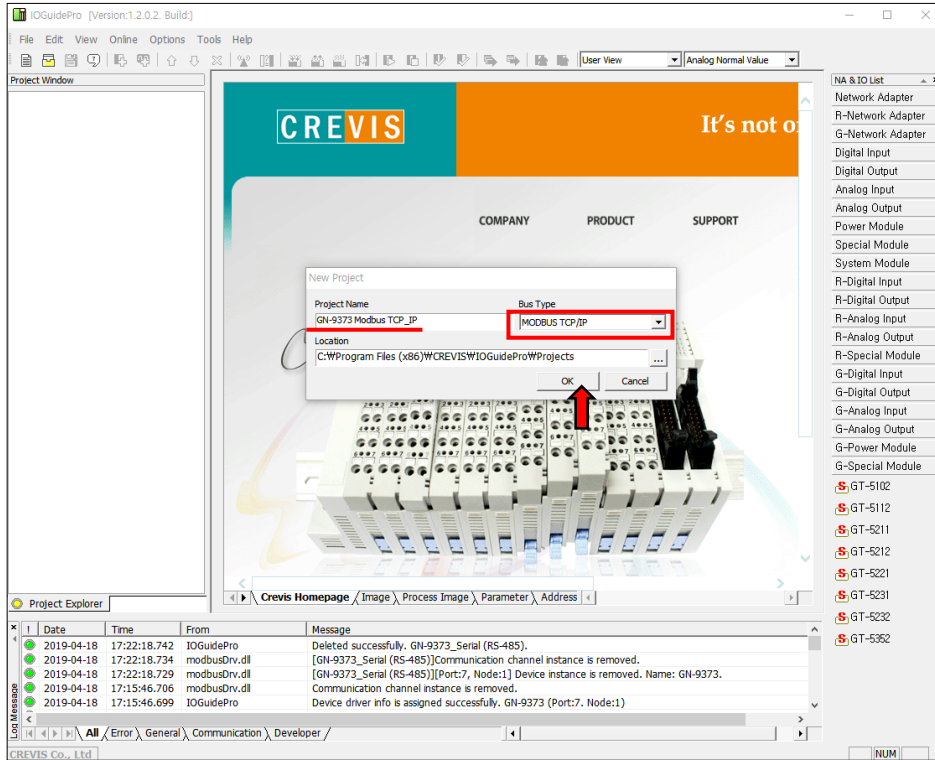 IOGuidePro [Version:1.2.0.2. Build:]
File Edit View Online Options Tools Help
User View
Analog Normal Value
Project Window
NA & IO List
Network Adapter
R-Network Adapter
G-Network Adapter
Digital Input
Digital Output
Analog Input
Analog Output
Power Module
Special Module
System Module
R-Digital Input
R-Digital Output
R-Analog Input
R-Analog Output
R-Special Module
G-Digital Input
G-Digital Output
G-Analog Input
G-Analog Output
G-Power Module
G-Special Module
GT-5102
GT-5112
GT-5211
GT-5212
GT-5221
GT-5231
GT-5232
GT-5352
CREVIS
It's not
COMPANY PRODUCT SUPPORT
New Project
Project Name
Bus Type
GN-9373 Modbus TCP_IP
MODBUS TCP/IP
Location
C:₩Program Files (x86)₩CREVIS₩IOGuidePro₩Projects
...
OK
Cancel
Crevis Homepage Image Process Image Parameter Address
Project Explorer
! Date Time From Message
2019-04-18 17:22:18.742 IOGuidePro Deleted successfully. GN-9373_Serial (RS-485).
2019-04-18 17:22:18.734 modbusDrv.dll [GN-9373_Serial (RS-485)]Communication channel instance is removed.
2019-04-18 17:22:18.729 modbusDrv.dll [GN-9373_Serial (RS-485)][Port:7, Node:1] Device instance is removed. Name: GN-9373.
2019-04-18 17:15:46.706 modbusDrv.dll Communication channel instance is removed.
2019-04-18 17:15:46.699 IOGuidePro Device driver info is assigned successfully. GN-9373 (Port:7. Node:1)
Log Message
All Error General Communication Developer
CREVIS Co., Ltd
NUM